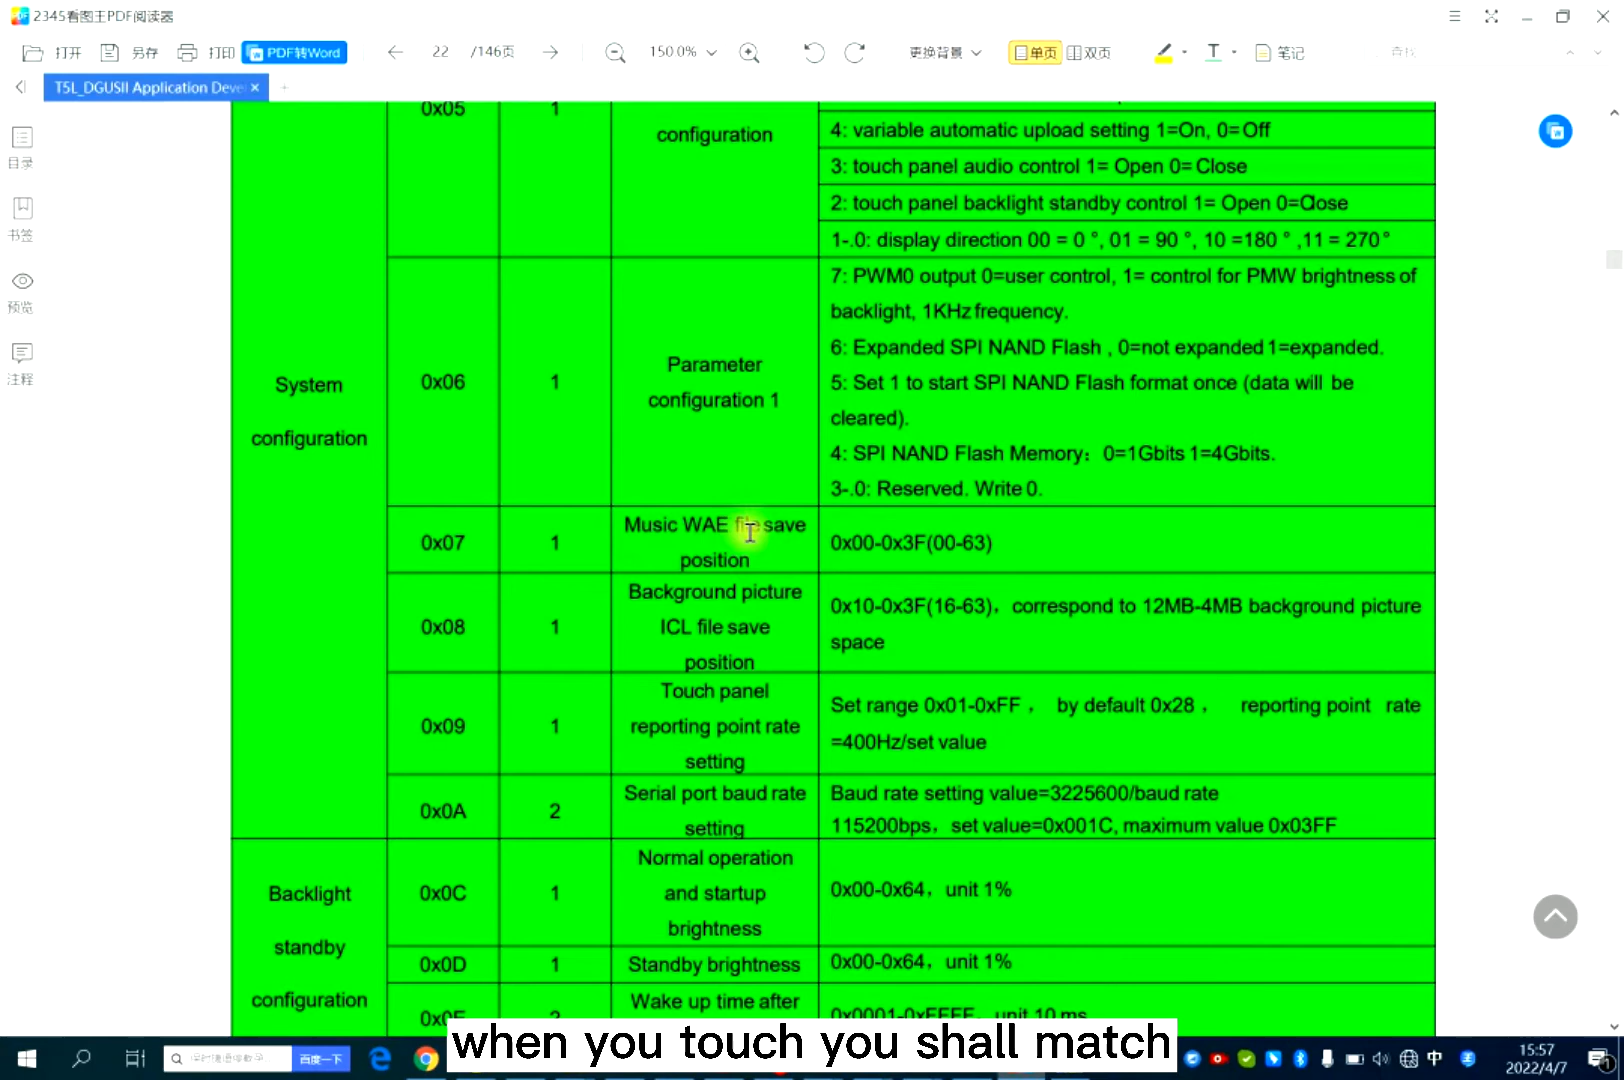 2345看图王PDF阅读器
打开 另存 打印 PDF转Word 22 /146页 150.0% 更换背景 单页 双页 T 笔记 查找
T5L_DGUSII Application Deve
目录
书签
预览
注释
0x05 1 configuration
4: variable automatic upload setting 1=On, 0= Off
3: touch panel audio control 1= Open 0= Close
2: touch panel backlight standby control 1= Open 0=Close
1-.0: display direction 00 = 0 °, 01 = 90 °, 10 =180 ° ,11 = 270°
System
configuration
0x06 1
Parameter
configuration 1
7: PWM0 output 0=user control, 1= control for PMW brightness of
backlight, 1KHz frequency.
6: Expanded SPI NAND Flash , 0=not expanded 1=expanded.
5: Set 1 to start SPI NAND Flash format once (data will be
cleared).
4: SPI NAND Flash Memory：0=1Gbits 1=4Gbits.
3-.0: Reserved. Write 0.
0x07 1
Music WAE file save
position
0x00-0x3F(00-63)
0x08 1
Background picture
ICL file save
position
0x10-0x3F(16-63)，correspond to 12MB-4MB background picture
space
0x09 1
Touch panel
reporting point rate
setting
Set range 0x01-0xFF， by default 0x28， reporting point rate
=400Hz/set value
0x0A 2
Serial port baud rate
setting
Baud rate setting value=3225600/baud rate
115200bps，set value=0x001C, maximum value 0x03FF
Backlight
standby
configuration
0x0C 1
Normal operation
and startup
brightness
0x00-0x64，unit 1%
0x0D 1 Standby brightness 0x00-0x64，unit 1%
0x0E 2 Wake up time after 0x0001-0xFFFF，unit 10 ms
when you touch you shall match
百度一下
中
15:57
2022/4/7